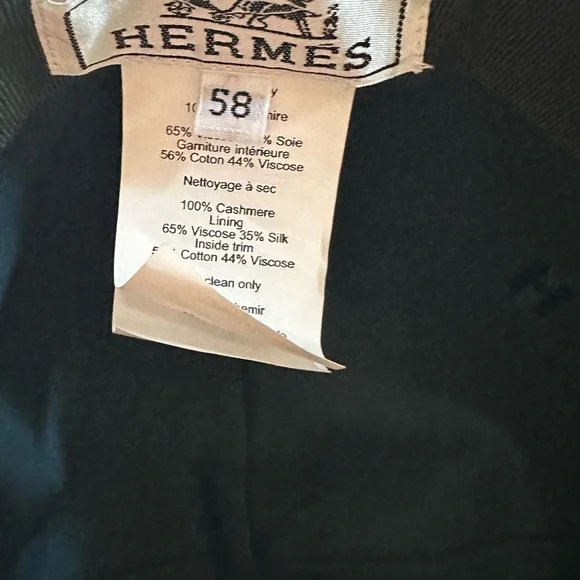 HERMÈS
58
65% % Soie
Garniture intérieure
56% Coton 44% Viscose
Nettoyage à sec
100% Cashmere
Lining
65% Viscose 35% Silk
Inside trim
Cotton 44% Viscose
clean only